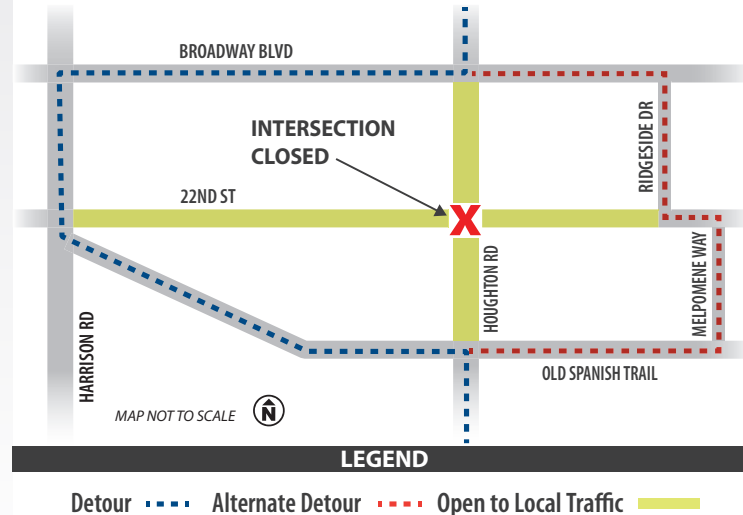 BROADWAY BLVD
INTERSECTION
CLOSED
RIDGESIDE DR
22ND ST
X
HOUGHTON RD
MELPOMENE WAY
HARRISON RD
OLD SPANISH TRAIL
MAP NOT TO SCALE N
LEGEND
Detour Alternate Detour Open to Local Traffic